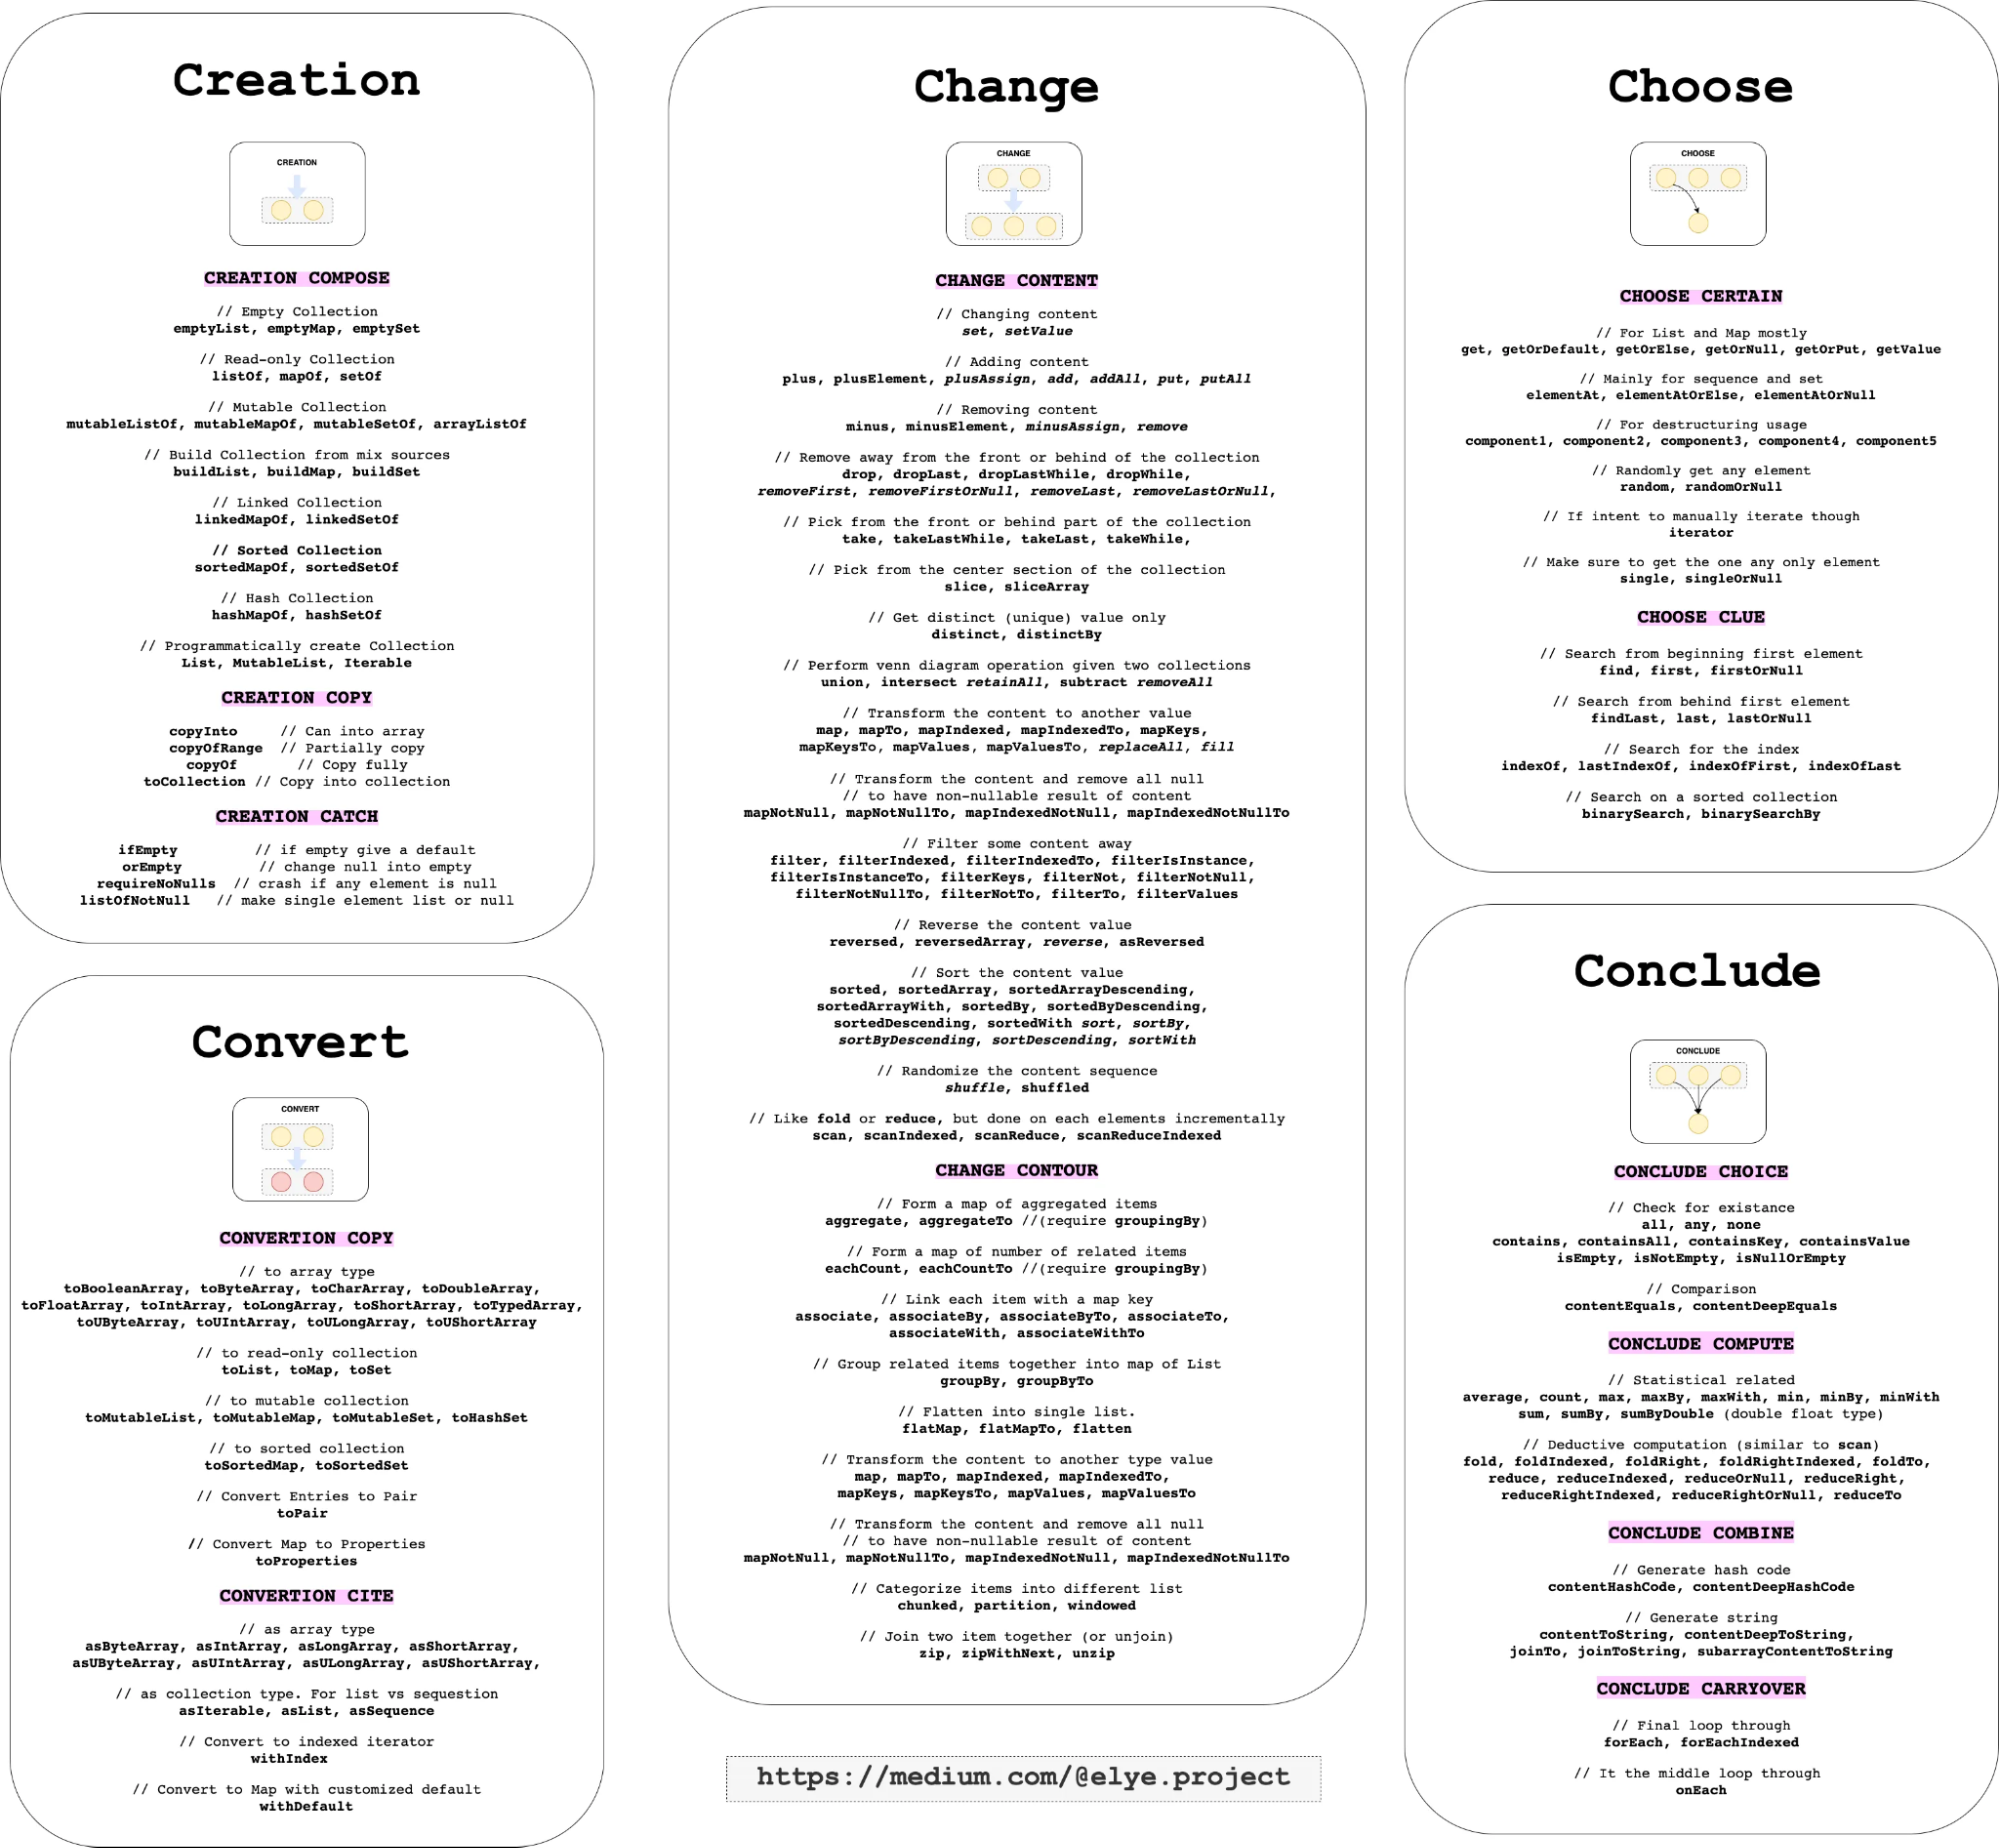 Creation
CREATION
CREATION COMPOSE
// Empty Collection
emptyList, emptyMap, emptySet
// Read-only Collection
listOf, mapOf, setOf
// Mutable Collection
mutableListOf, mutableMapOf, mutableSetOf, arrayListOf
// Build Collection from mix sources
buildList, buildMap, buildSet
// Linked Collection
linkedMapOf, linkedSetOf
// Sorted Collection
sortedMapOf, sortedSetOf
// Hash Collection
hashMapOf, hashSetOf
// Programmatically create Collection
List, MutableList, Iterable
CREATION COPY
copyInto // Can into array
copyOfRange // Partially copy
copyOf // Copy fully
toCollection // Copy into collection
CREATION CATCH
ifEmpty // if empty give a default
orEmpty // change null into empty
requireNoNulls // crash if any element is null
listOfNotNull // make single element list or null
Convert
CONVERT
CONVERTION COPY
// to array type
toBooleanArray, toByteArray, toCharArray, toDoubleArray,
toFloatArray, toIntArray, toLongArray, toShortArray, toTypedArray,
toUByteArray, toUIntArray, toULongArray, toUShortArray
// to read-only collection
toList, toMap, toSet
// to mutable collection
toMutableList, toMutableMap, toMutableSet, toHashSet
// to sorted collection
toSortedMap, toSortedSet
// Convert Entries to Pair
toPair
// Convert Map to Properties
toProperties
CONVERTION CITE
// as array type
asByteArray, asIntArray, asLongArray, asShortArray,
asUByteArray, asUIntArray, asULongArray, asUShortArray,
// as collection type. For list vs sequestion
asIterable, asList, asSequence
// Convert to indexed iterator
withIndex
// Convert to Map with customized default
withDefault
Change
CHANGE
CHANGE CONTENT
// Changing content
set, setValue
// Adding content
plus, plusElement, plusAssign, add, addAll, put, putAll
// Removing content
minus, minusElement, minusAssign, remove
// Remove away from the front or behind of the collection
drop, dropLast, dropLastWhile, dropWhile,
removeFirst, removeFirstOrNull, removeLast, removeLastOrNull,
// Pick from the front or behind part of the collection
take, takeLastWhile, takeLast, takeWhile,
// Pick from the center section of the collection
slice, sliceArray
// Get distinct (unique) value only
distinct, distinctBy
// Perform venn diagram operation given two collections
union, intersect retainAll, subtract removeAll
// Transform the content to another value
map, mapTo, mapIndexed, mapIndexedTo, mapKeys,
mapKeysTo, mapValues, mapValuesTo, replaceAll, fill
// Transform the content and remove all null
// to have non-nullable result of content
mapNotNull, mapNotNullTo, mapIndexedNotNull, mapIndexedNotNullTo
// Filter some content away
filter, filterIndexed, filterIndexedTo, filterIsInstance,
filterIsInstanceTo, filterKeys, filterNot, filterNotNull,
filterNotNullTo, filterNotTo, filterTo, filterValues
// Reverse the content value
reversed, reversedArray, reverse, asReversed
// Sort the content value
sorted, sortedArray, sortedArrayDescending,
sortedArrayWith, sortedBy, sortedByDescending,
sortedDescending, sortedWith sort, sortBy,
sortByDescending, sortDescending, sortWith
// Randomize the content sequence
shuffle, shuffled
// Like fold or reduce, but done on each elements incrementally
scan, scanIndexed, scanReduce, scanReduceIndexed
CHANGE CONTOUR
// Form a map of aggregated items
aggregate, aggregateTo //(require groupingBy)
// Form a map of number of related items
eachCount, eachCountTo //(require groupingBy)
// Link each item with a map key
associate, associateBy, associateByTo, associateTo,
associateWith, associateWithTo
// Group related items together into map of List
groupBy, groupByTo
// Flatten into single list.
flatMap, flatMapTo, flatten
// Transform the content to another type value
map, mapTo, mapIndexed, mapIndexedTo,
mapKeys, mapKeysTo, mapValues, mapValuesTo
// Transform the content and remove all null
// to have non-nullable result of content
mapNotNull, mapNotNullTo, mapIndexedNotNull, mapIndexedNotNullTo
// Categorize items into different list
chunked, partition, windowed
// Join two item together (or unjoin)
zip, zipWithNext, unzip
https://medium.com/@elye.project
Choose
CHOOSE
CHOOSE CERTAIN
// For List and Map mostly
get, getOrDefault, getOrElse, getOrNull, getOrPut, getValue
// Mainly for sequence and set
elementAt, elementAtOrElse, elementAtOrNull
// For destructuring usage
component1, component2, component3, component4, component5
// Randomly get any element
random, randomOrNull
// If intent to manually iterate though
iterator
// Make sure to get the one any only element
single, singleOrNull
CHOOSE CLUE
// Search from beginning first element
find, first, firstOrNull
// Search from behind first element
findLast, last, lastOrNull
// Search for the index
indexOf, lastIndexOf, indexOfFirst, indexOfLast
// Search on a sorted collection
binarySearch, binarySearchBy
Conclude
CONCLUDE
CONCLUDE CHOICE
// Check for existance
all, any, none
contains, containsAll, containsKey, containsValue
isEmpty, isNotEmpty, isNullOrEmpty
// Comparison
contentEquals, contentDeepEquals
CONCLUDE COMPUTE
// Statistical related
average, count, max, maxBy, maxWith, min, minBy, minWith
sum, sumBy, sumByDouble (double float type)
// Deductive computation (similar to scan)
fold, foldIndexed, foldRight, foldRightIndexed, foldTo,
reduce, reduceIndexed, reduceOrNull, reduceRight,
reduceRightIndexed, reduceRightOrNull, reduceTo
CONCLUDE COMBINE
// Generate hash code
contentHashCode, contentDeepHashCode
// Generate string
contentToString, contentDeepToString,
joinTo, joinToString, subarrayContentToString
CONCLUDE CARRYOVER
// Final loop through
forEach, forEachIndexed
// It the middle loop through
onEach